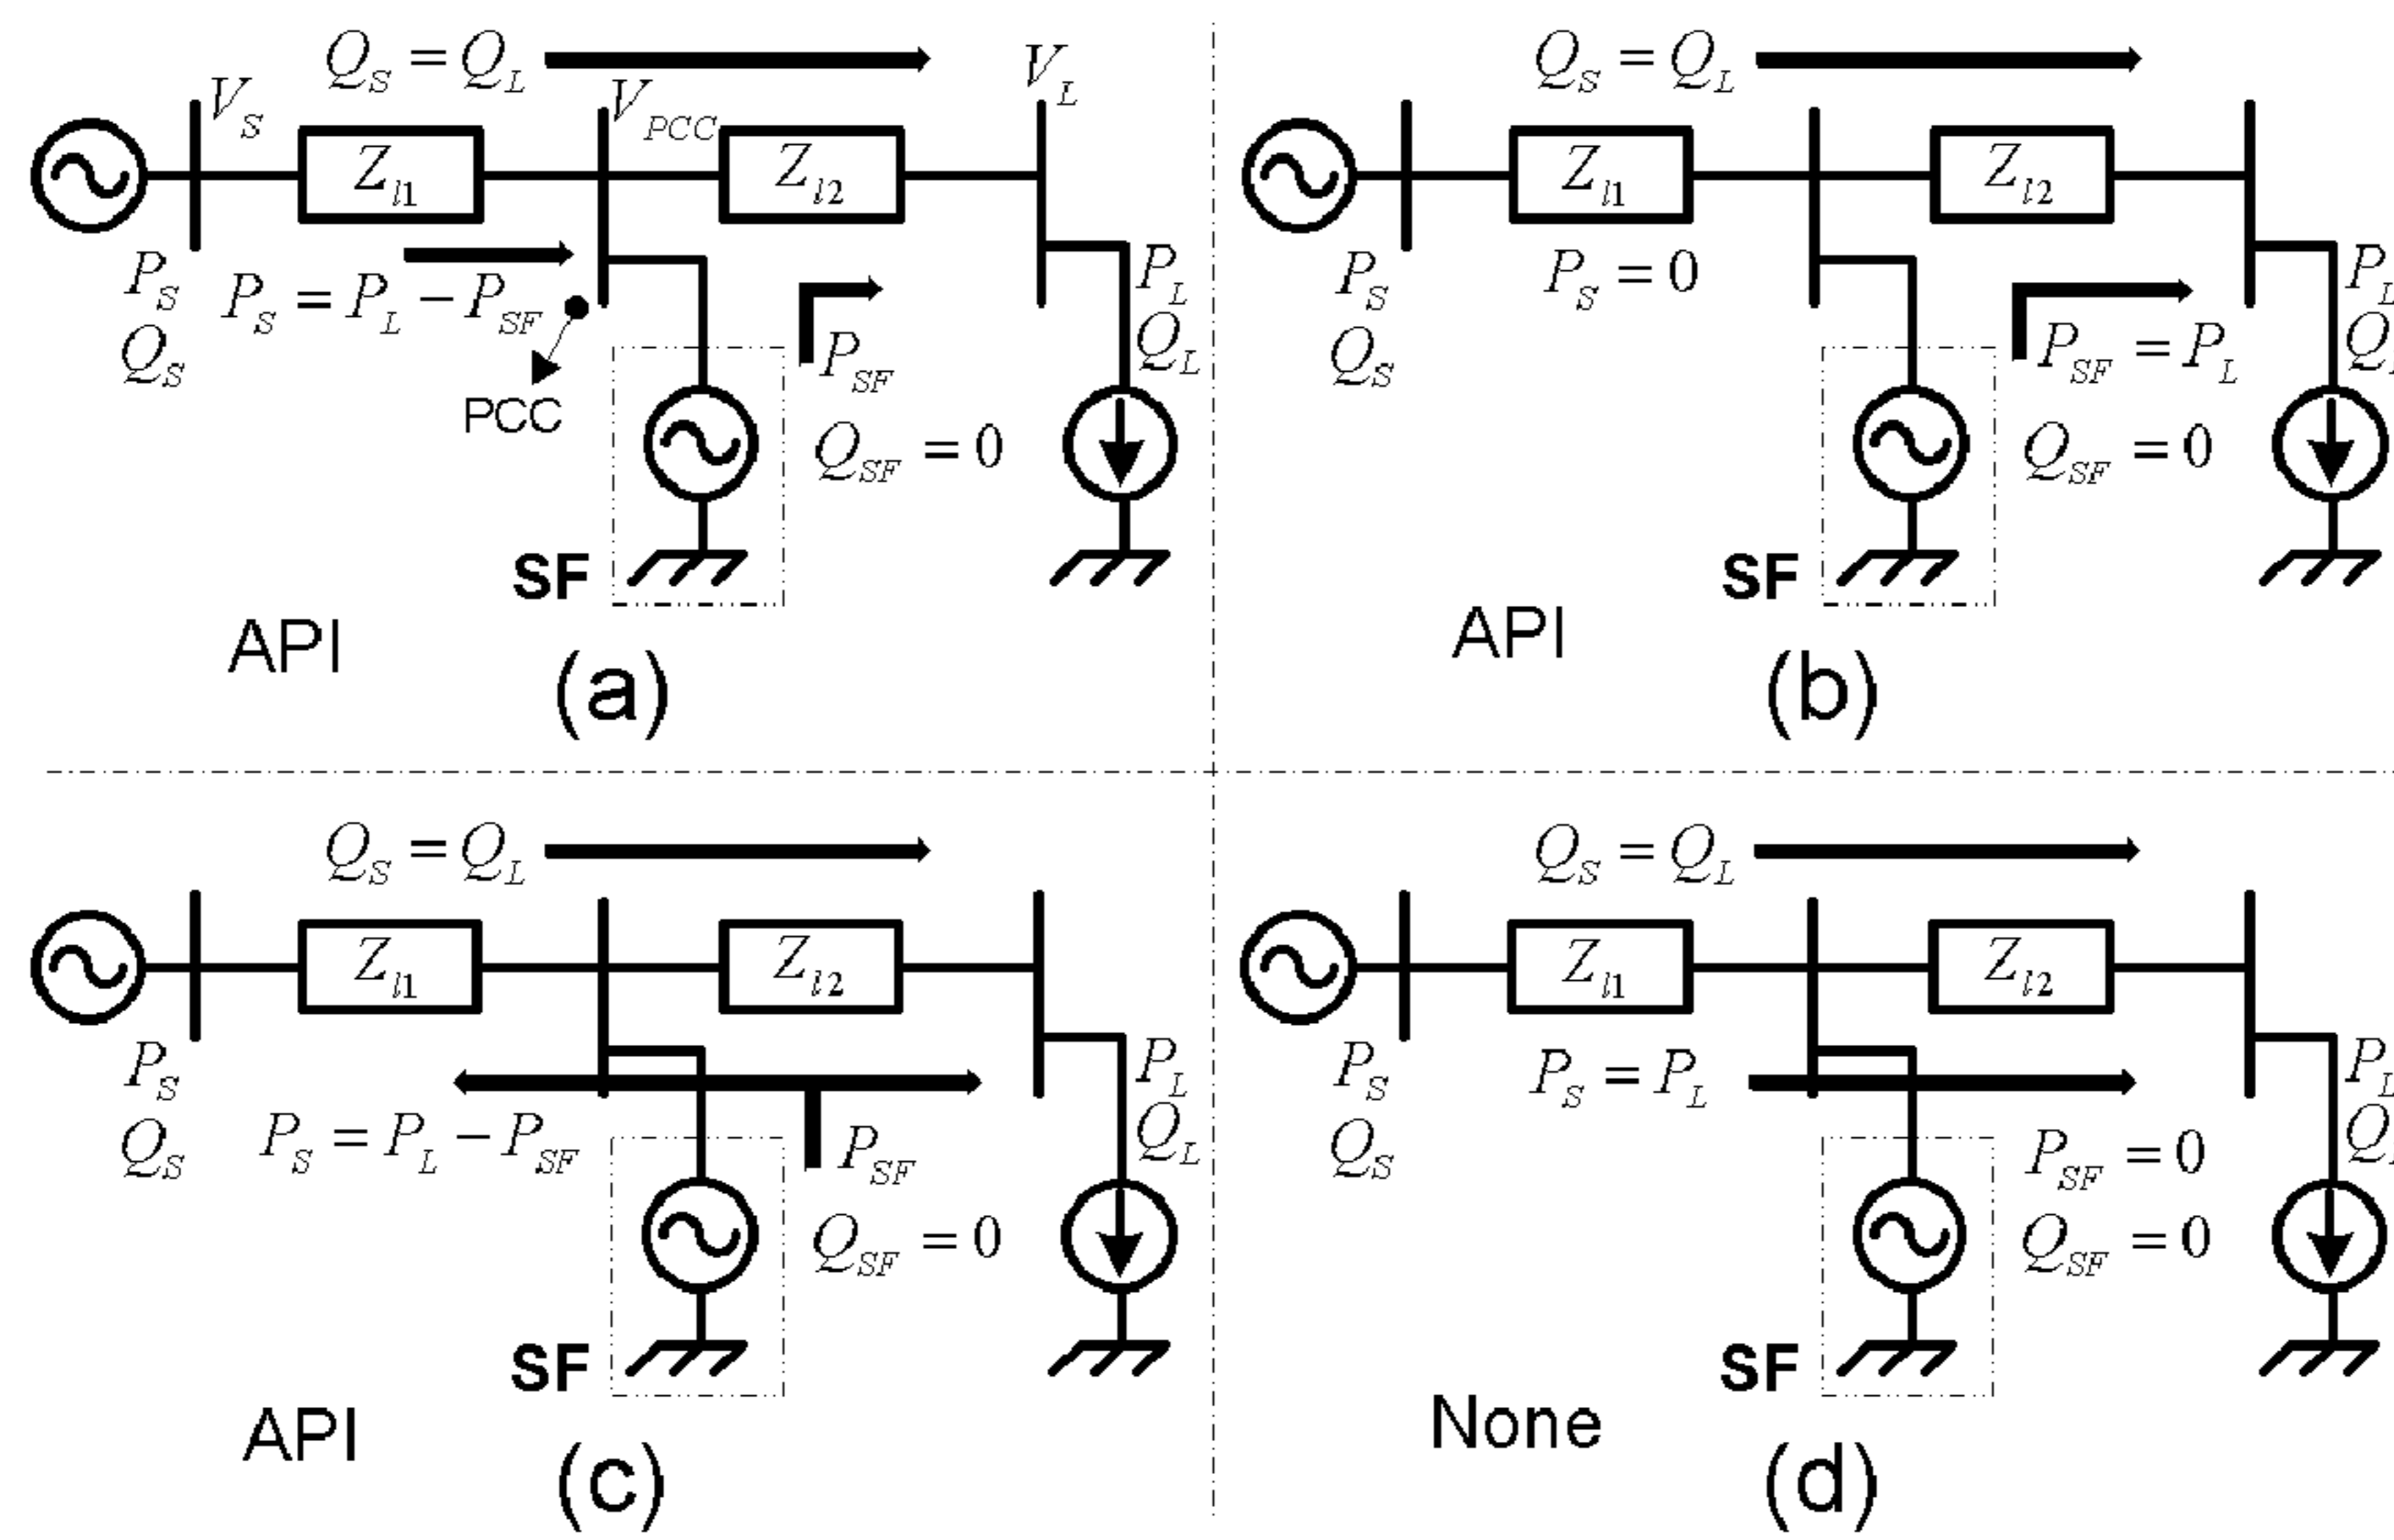 Q_S = Q_L
V_S
V_PCC
V_L
Z_l1
Z_l2
P_S
Q_S
P_S = P_L − P_SF
PCC
P_SF
Q_SF = 0
P_L
Q_L
SF
API
(a)
Q_S = Q_L
Z_l1
Z_l2
P_S
Q_S
P_S = 0
P_SF = P_L
Q_SF = 0
P_L
SF
API
(b)
Q_S = Q_L
Z_l1
Z_l2
P_S
Q_S
P_S = P_L − P_SF
P_SF
Q_SF = 0
P_L
Q_L
SF
API
(c)
Q_S = Q_L
Z_l1
Z_l2
P_S
Q_S
P_S = P_L
P_SF = 0
Q_SF = 0
P_L
SF
None
(d)